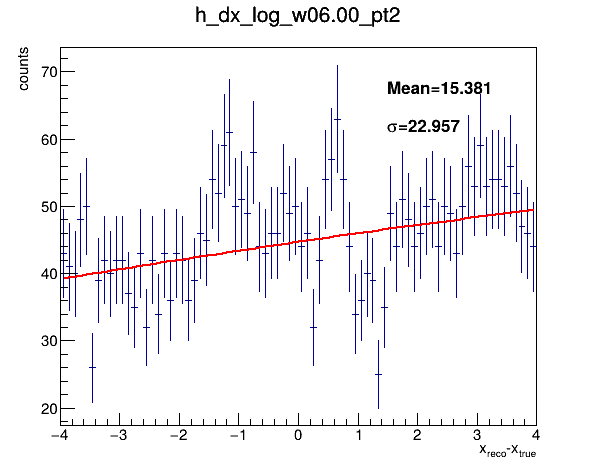 h_dx_log_w06.00_pt2
counts
70
60
50
40
30
20
Mean=15.381
σ=22.957
−4 −3 −2 −1 0 1 2 3 4
x_reco-x_true